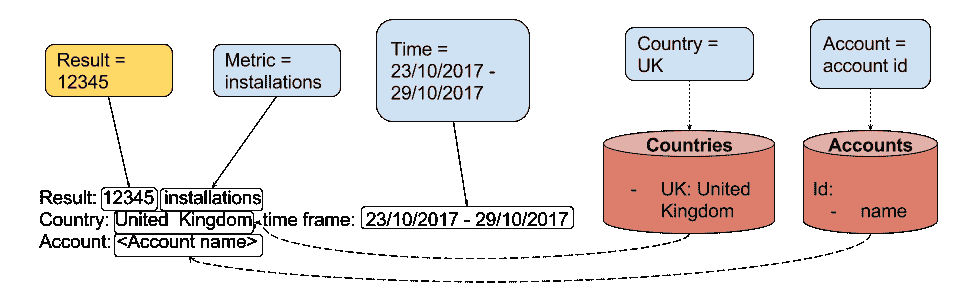 Result =
12345
Metric =
installations
Time =
23/10/2017 -
29/10/2017
Country =
UK
Account =
account id
Countries
- UK: United
Kingdom
Accounts
Id:
- name
Result: 12345 installations
Country: United Kingdom, time frame: 23/10/2017 - 29/10/2017
Account: <Account name>